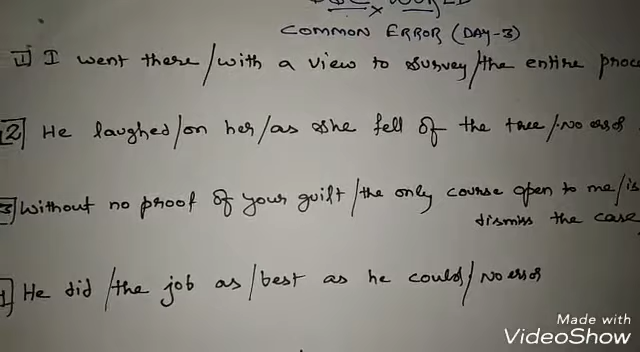 COMMON ERROR (DAY-3)
1 I went there/with a view to survey/the entire proce
2 He laughed/on her/as she fell of the tree/No error
3 Without no proof of your guilt/the only course open to me/is
dismiss the case
He did/the job as/best as he could/No error
Made with
VideoShow